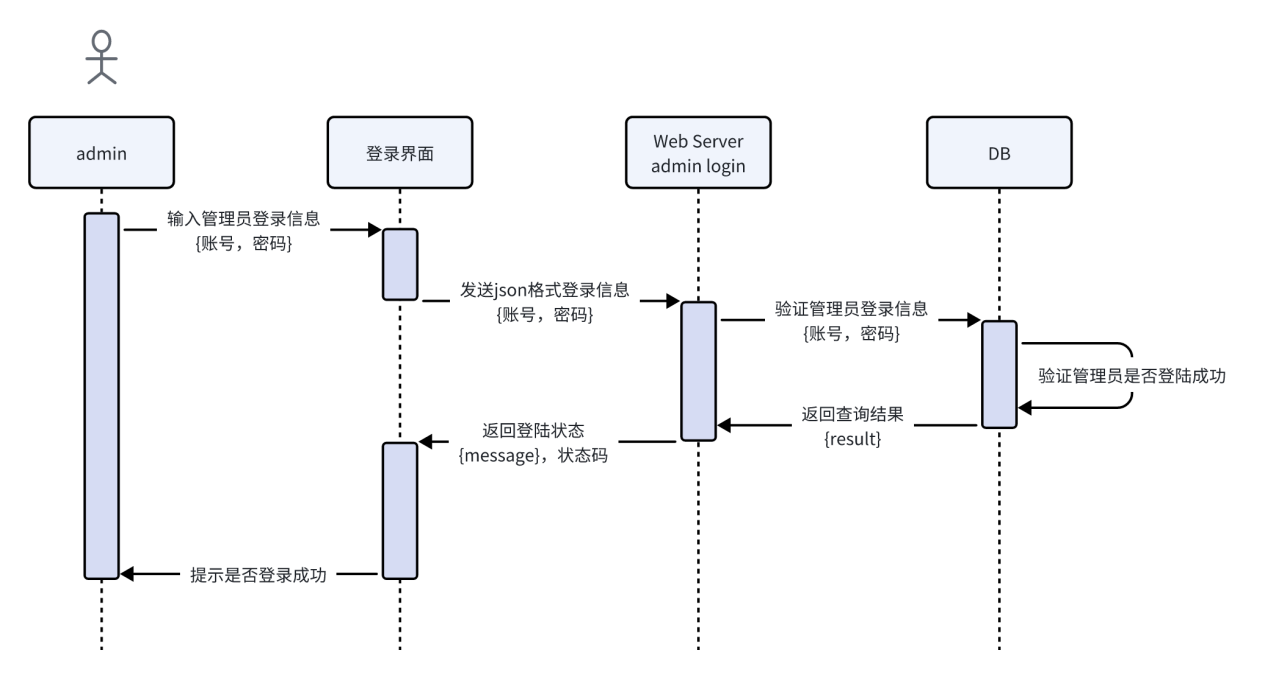 admin
登录界面
Web Server
admin login
DB
输入管理员登录信息
{账号，密码}
发送json格式登录信息
{账号，密码}
验证管理员登录信息
{账号，密码}
验证管理员是否登陆成功
返回查询结果
{result}
返回登陆状态
{message}，状态码
提示是否登录成功